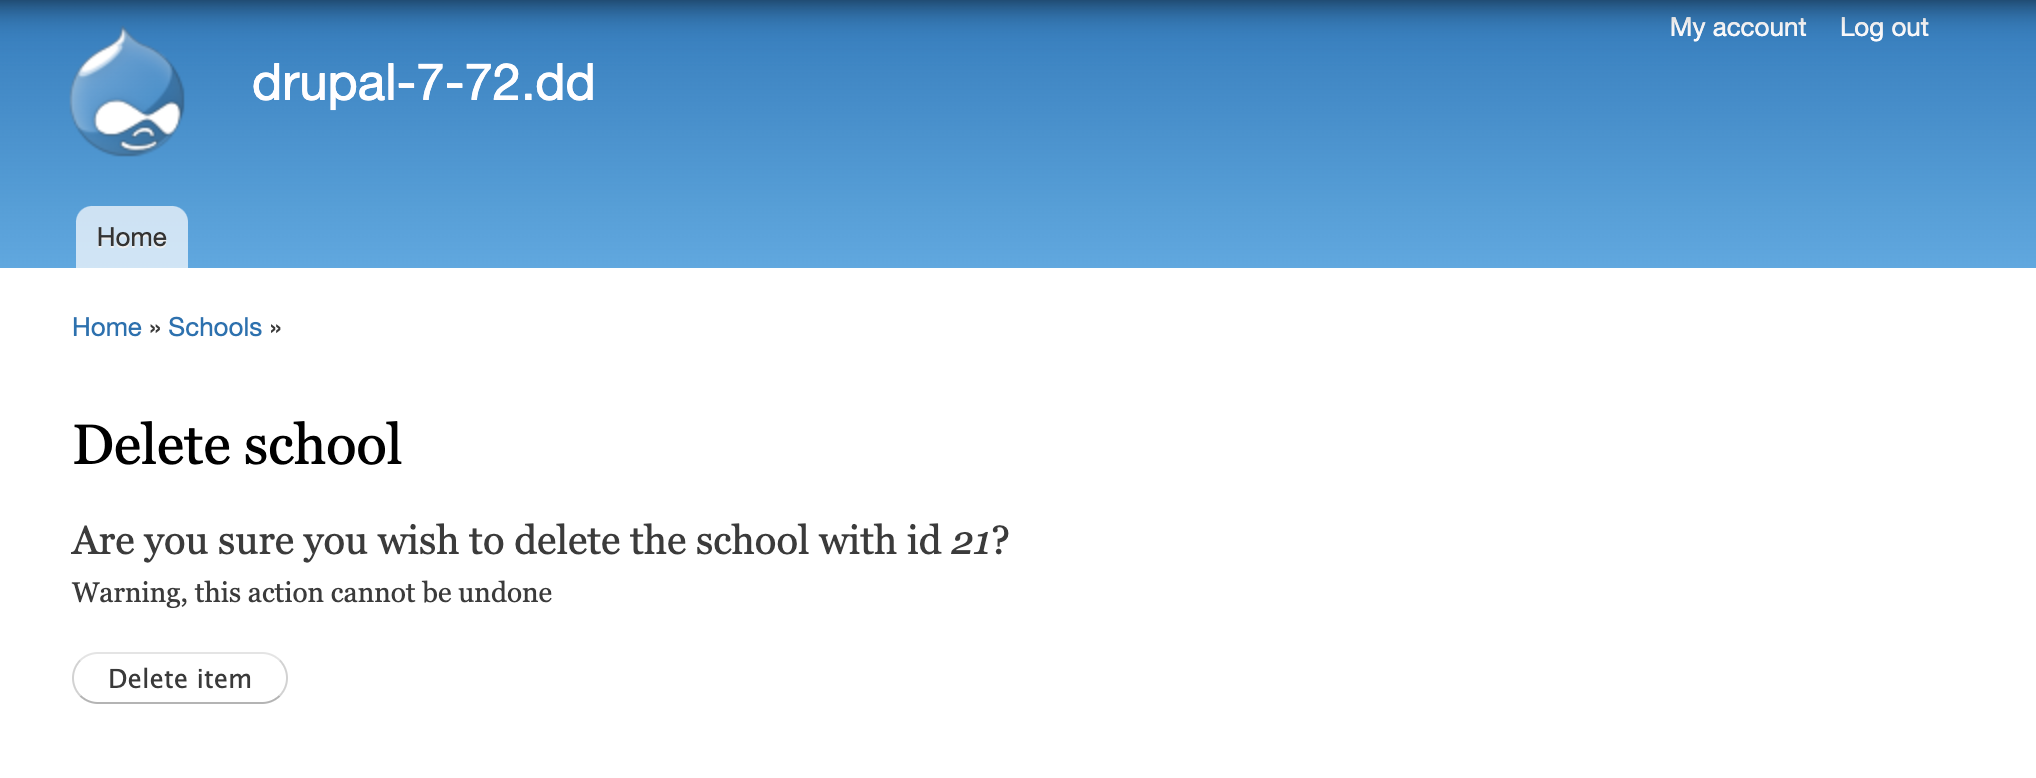 My account Log out
drupal-7-72.dd
Home
Home » Schools »
Delete school
Are you sure you wish to delete the school with id 21?
Warning, this action cannot be undone
Delete item